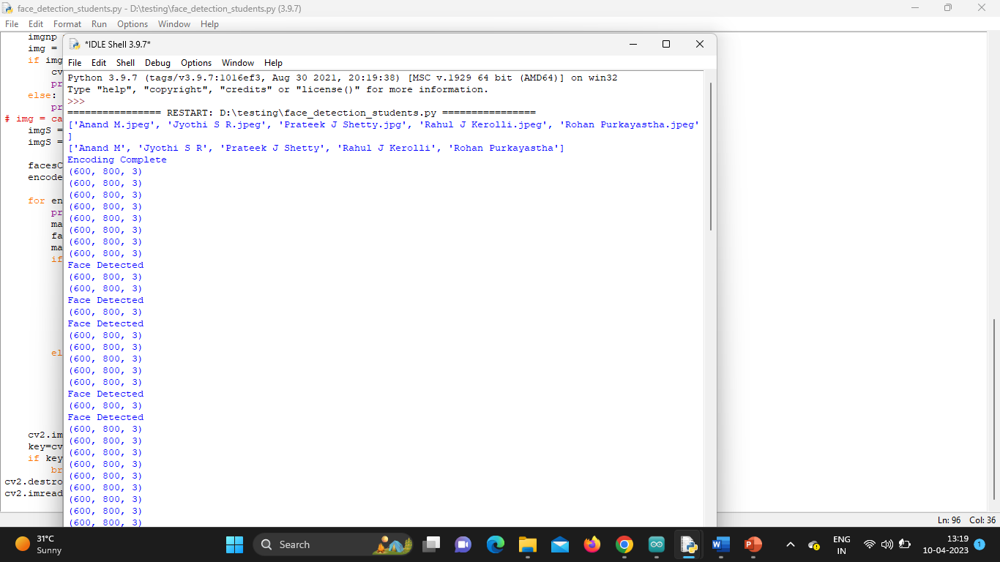 face_detection_students.py - D:\testing\face_detection_students.py (3.9.7)
File Edit Format Run Options Window Help
imgnp
img =
if img
cv
pr
else:
pr
# img = ca
imgS =
imgS =
facesC
encode
for en
pr
ma
fa
ma
if
el
cv2.im
key=cv
if key
br
cv2.destro
cv2.imread
*IDLE Shell 3.9.7*
File Edit Shell Debug Options Window Help
Python 3.9.7 (tags/v3.9.7:1016ef3, Aug 30 2021, 20:19:38) [MSC v.1929 64 bit (AMD64)] on win32
Type "help", "copyright", "credits" or "license()" for more information.
>>>
================ RESTART: D:\testing\face_detection_students.py ================
['Anand M.jpeg', 'Jyothi S R.jpeg', 'Prateek J Shetty.jpg', 'Rahul J Kerolli.jpeg', 'Rohan Purkayastha.jpeg'
]
['Anand M', 'Jyothi S R', 'Prateek J Shetty', 'Rahul J Kerolli', 'Rohan Purkayastha']
Encoding Complete
(600, 800, 3)
(600, 800, 3)
(600, 800, 3)
(600, 800, 3)
(600, 800, 3)
(600, 800, 3)
(600, 800, 3)
(600, 800, 3)
Face Detected
(600, 800, 3)
(600, 800, 3)
Face Detected
(600, 800, 3)
Face Detected
(600, 800, 3)
(600, 800, 3)
(600, 800, 3)
(600, 800, 3)
(600, 800, 3)
Face Detected
(600, 800, 3)
Face Detected
(600, 800, 3)
(600, 800, 3)
(600, 800, 3)
(600, 800, 3)
(600, 800, 3)
(600, 800, 3)
(600, 800, 3)
(600, 800, 3)
(600, 800, 3)
Ln: 96 Col: 36
31°C
Sunny
Search
ENG
IN
13:19
10-04-2023
1